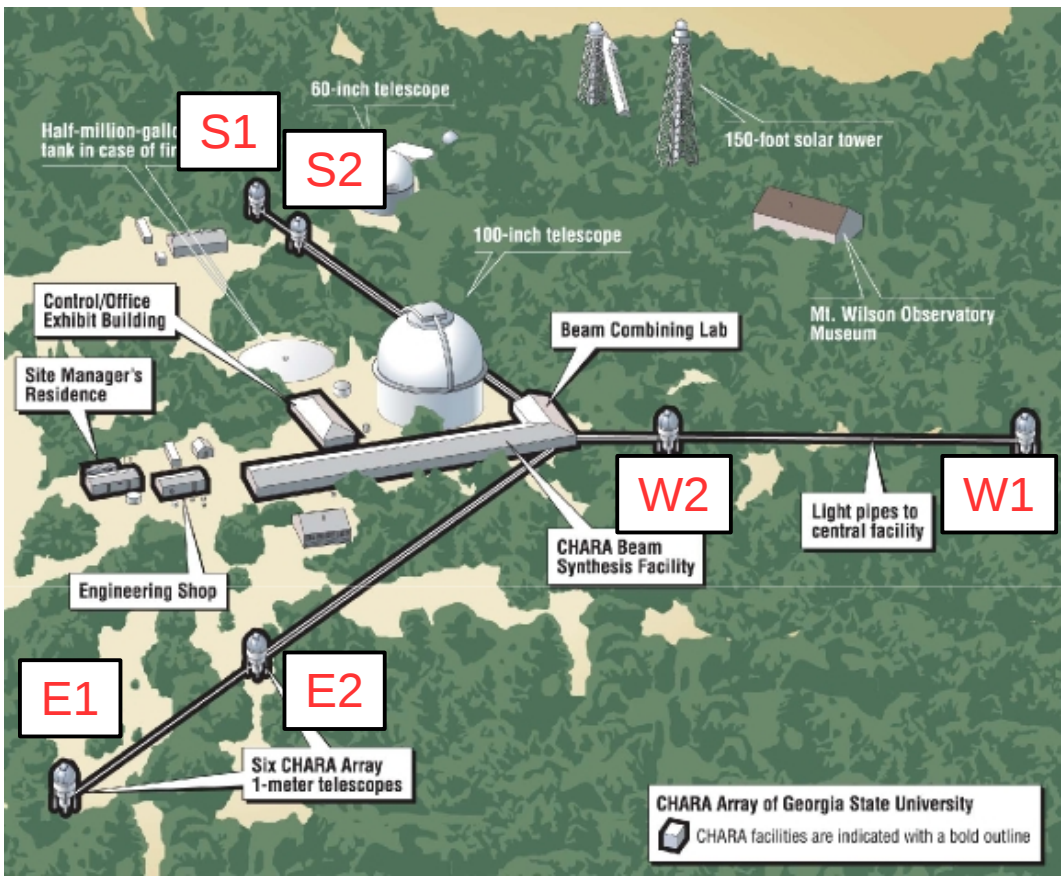 60-inch telescope
S1
S2
Half-million-gallo
tank in case of fir
150-foot solar tower
100-inch telescope
Control/Office
Exhibit Building
Beam Combining Lab
Mt. Wilson Observatory
Museum
Site Manager's
Residence
W2
W1
Light pipes to
central facility
CHARA Beam
Synthesis Facility
Engineering Shop
E1
E2
Six CHARA Array
1-meter telescopes
CHARA Array of Georgia State University
CHARA facilities are indicated with a bold outline